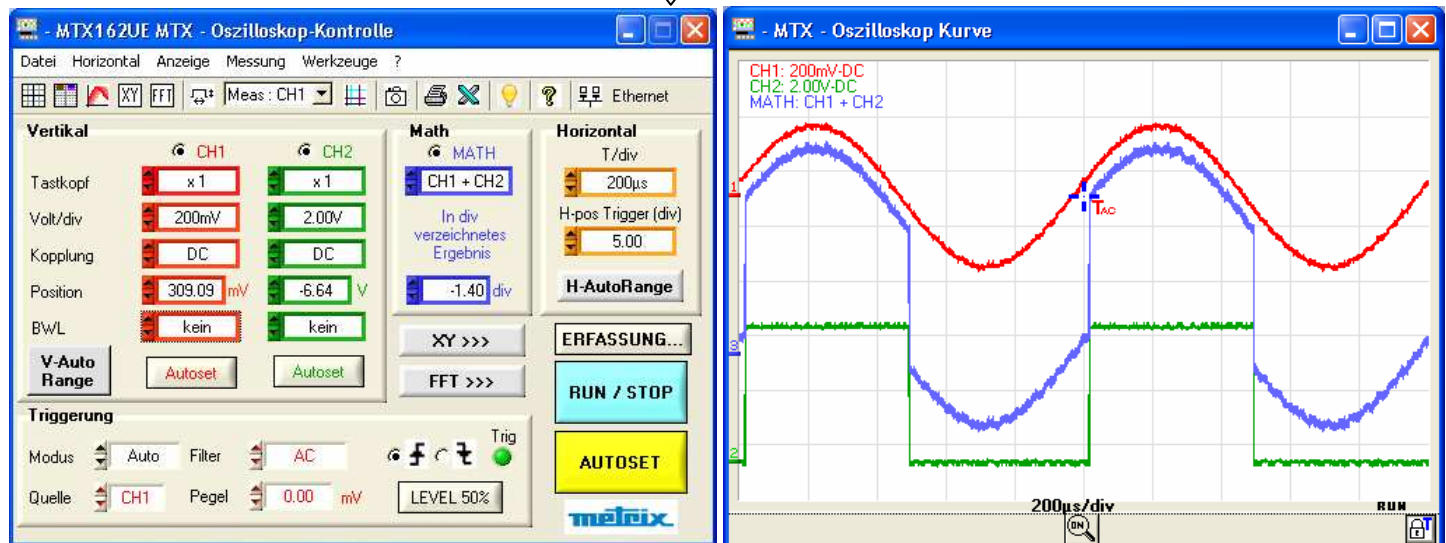 - MTX162UE MTX - Oszilloskop-Kontrolle
Datei Horizontal Anzeige Messung Werkzeuge ?
XY FFT Meas : CH1 Ethernet
Vertikal
CH1 CH2
Tastkopf x 1 x 1
Volt/div 200mV 2.00V
Kopplung DC DC
Position 309.09 mV -6.64 V
BWL kein kein
V-Auto
Range
Autoset Autoset
Math
MATH
CH1 + CH2
In div
verzeichnetes
Ergebnis
-1.40 div
XY >>>
FFT >>>
Horizontal
T/div
200µs
H-pos Trigger (div)
5.00
H-AutoRange
ERFASSUNG...
RUN / STOP
AUTOSET
metrix
Triggerung
Modus Auto Filter AC Trig
Quelle CH1 Pegel 0.00 mV LEVEL 50%
- MTX - Oszilloskop Kurve
CH1: 200mV-DC
CH2: 2.00V-DC
MATH: CH1 + CH2
1
TAC
3
2
200µs/div RUN
ON T